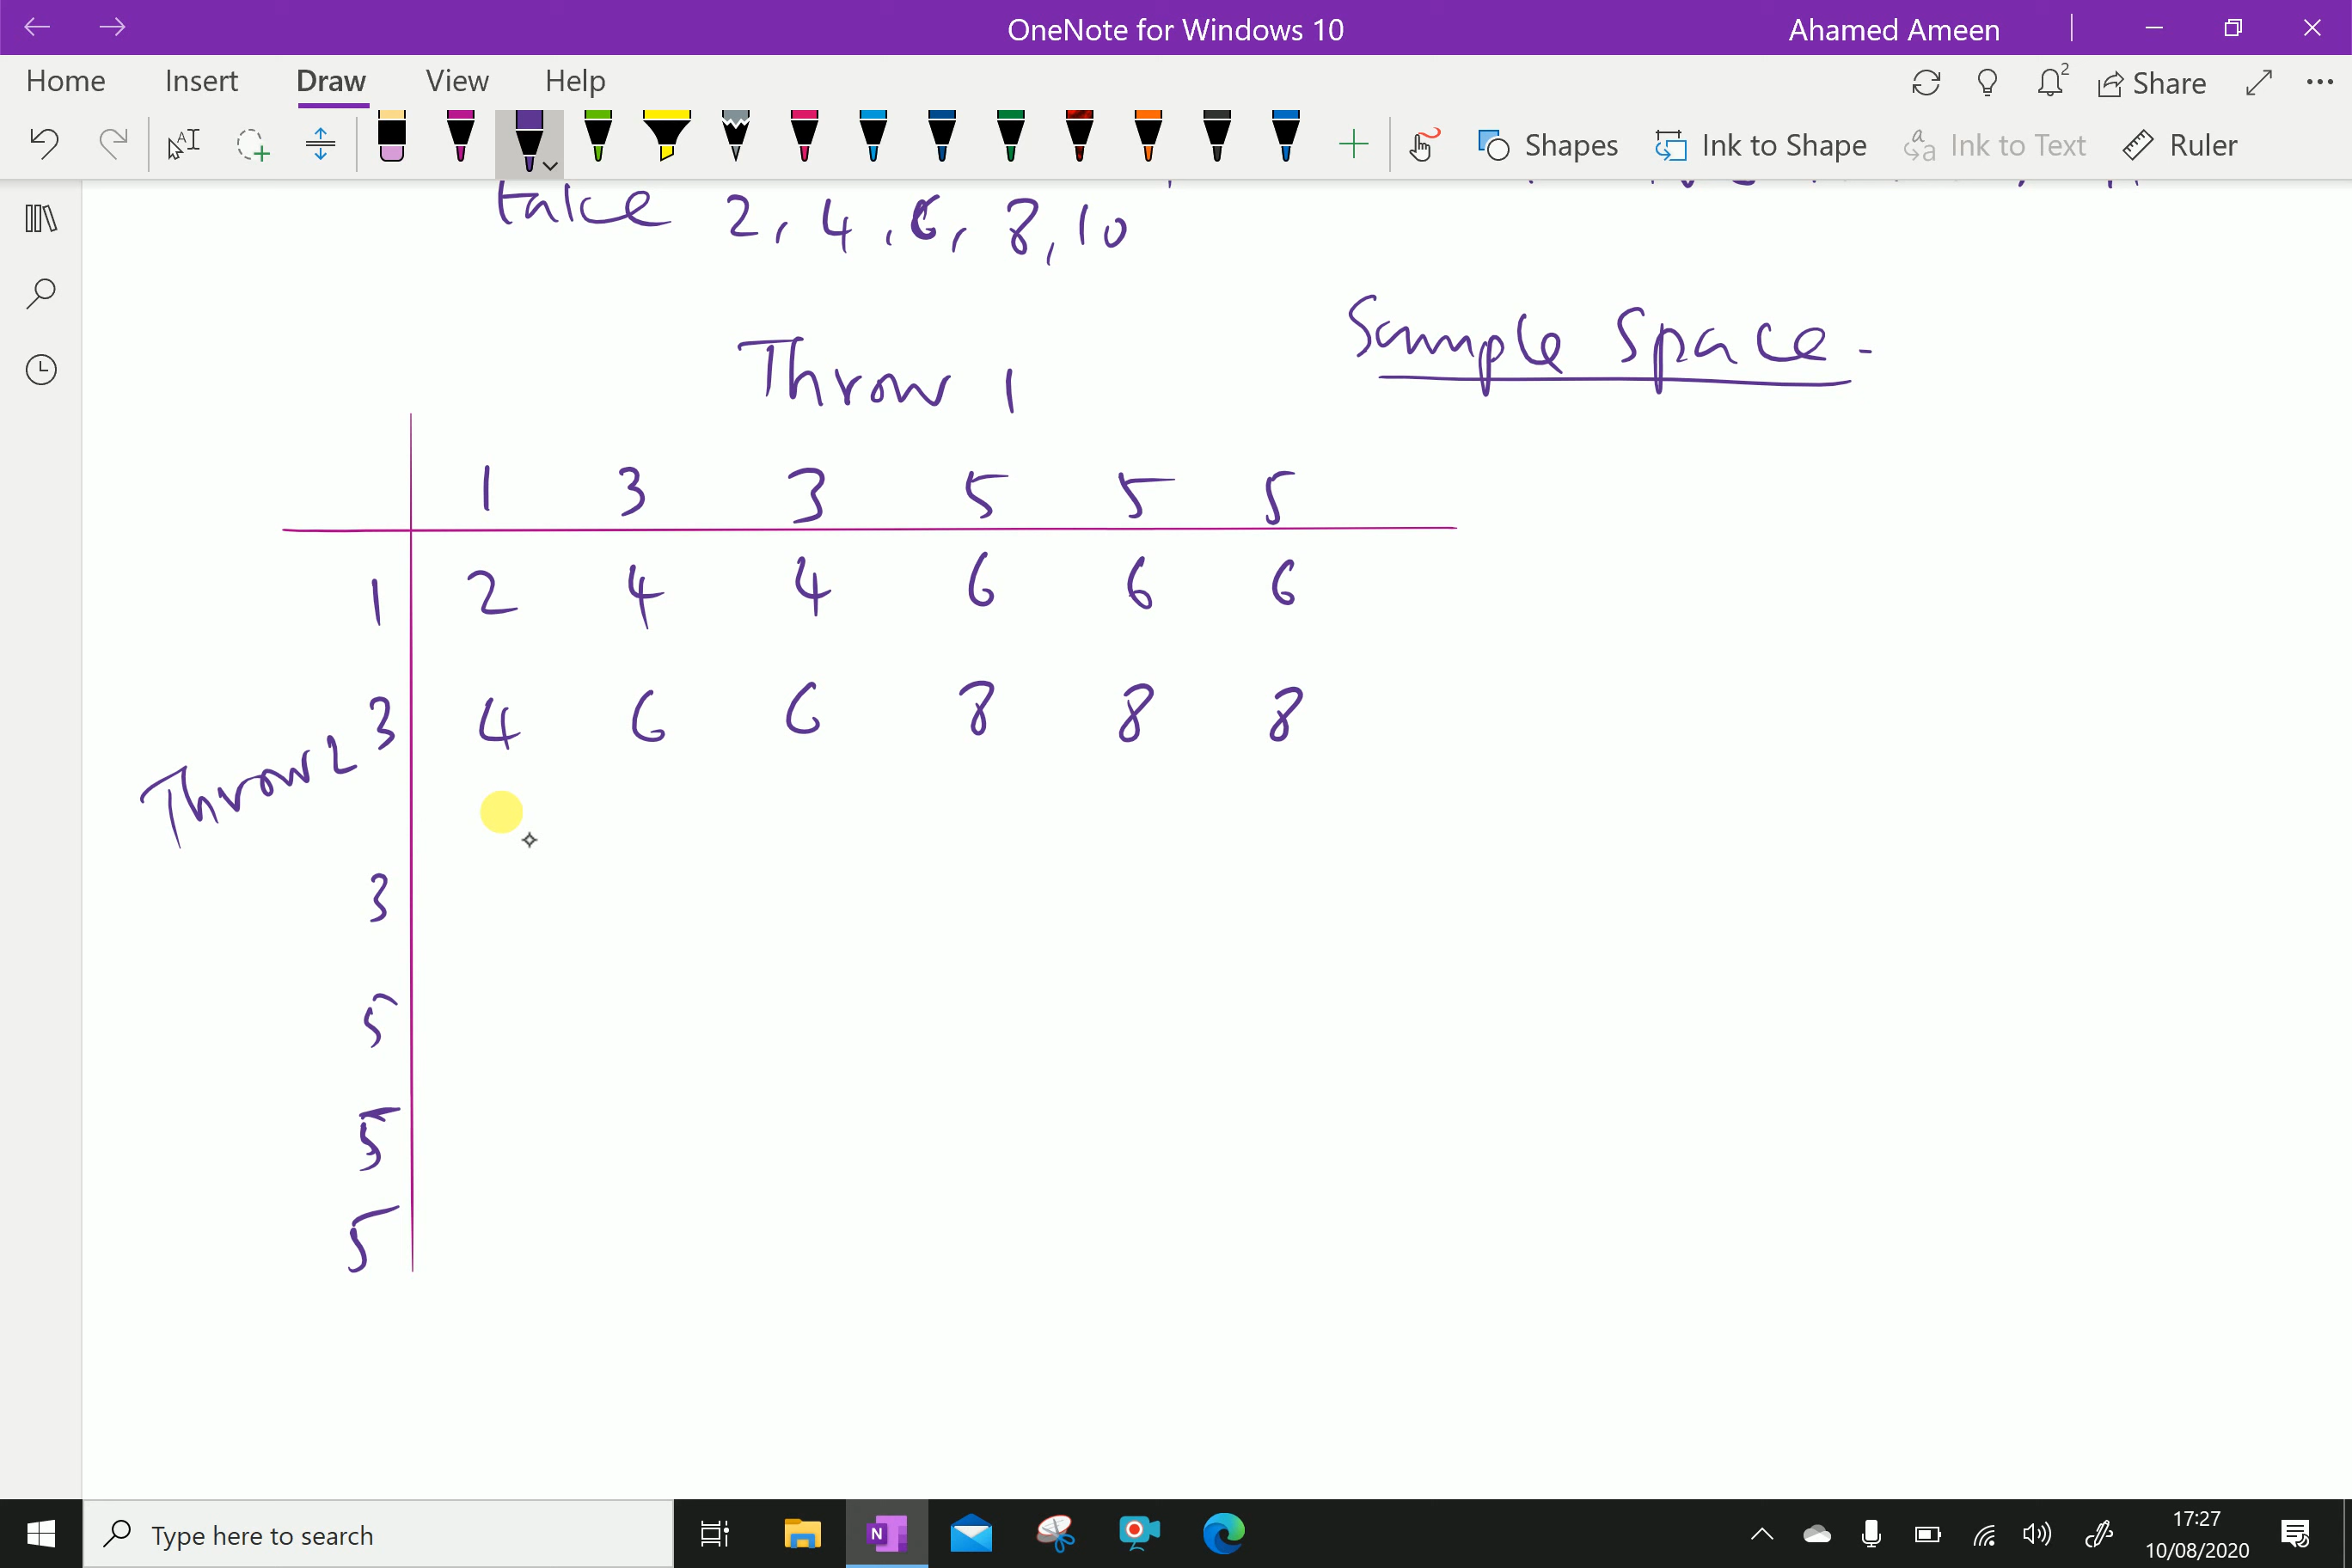 OneNote for Windows 10 Ahamed Ameen
Home Insert Draw View Help 2 Share
Shapes Ink to Shape Ink to Text Ruler
take 2, 4, 6, 8, 10
Sample Space -
Throw 1
1 3 3 5 5 5
1 2 4 4 6 6 6
3 4 6 6 8 8 8
Throw 2
3
5
5
5
Type here to search
17:27
10/08/2020